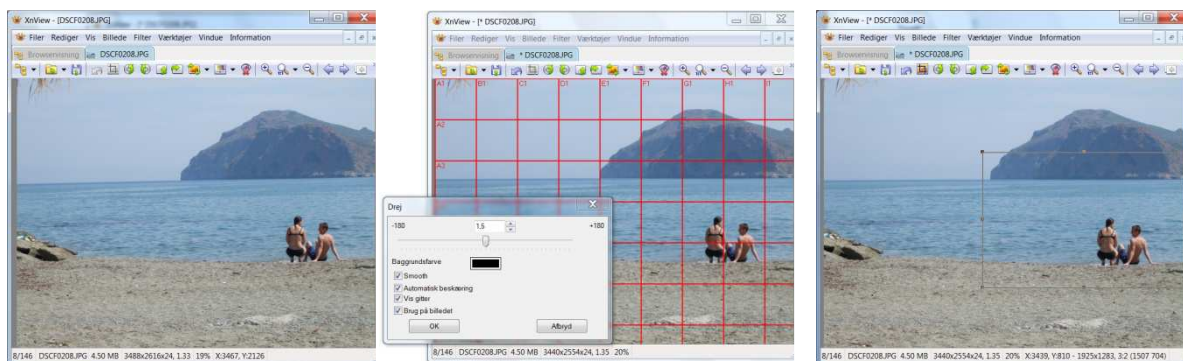 XnView - [DSCF0208.JPG]
Filer Rediger Vis Billede Filter Værktøjer Vindue Information
Browservisning DSCF0208.JPG
8/146 DSCF0208.JPG 4.50 MB 3488x2616x24, 1.33 19% X:3467, Y:2126
XnView - [* DSCF0208.JPG]
Filer Rediger Vis Billede Filter Værktøjer Vindue Information
Browservisning * DSCF0208.JPG
A1 B1 C1 D1 E1 F1 G1 H1 I1
A2
A3
Drej
-180 1,5 +180
Baggrundsfarve
Smooth
Automatisk beskæring
Vis gitter
Brug på billedet
OK Afbryd
8/146 DSCF0208.JPG 4.50 MB 3440x2554x24, 1.35 20%
XnView - [* DSCF0208.JPG]
Filer Rediger Vis Billede Filter Værktøjer Vindue Information
Browservisning * DSCF0208.JPG
8/146 DSCF0208.JPG 4.50 MB 3440x2554x24, 1.35 20% X:3439, Y:810 - 1925x1283, 3:2 (1507 704)